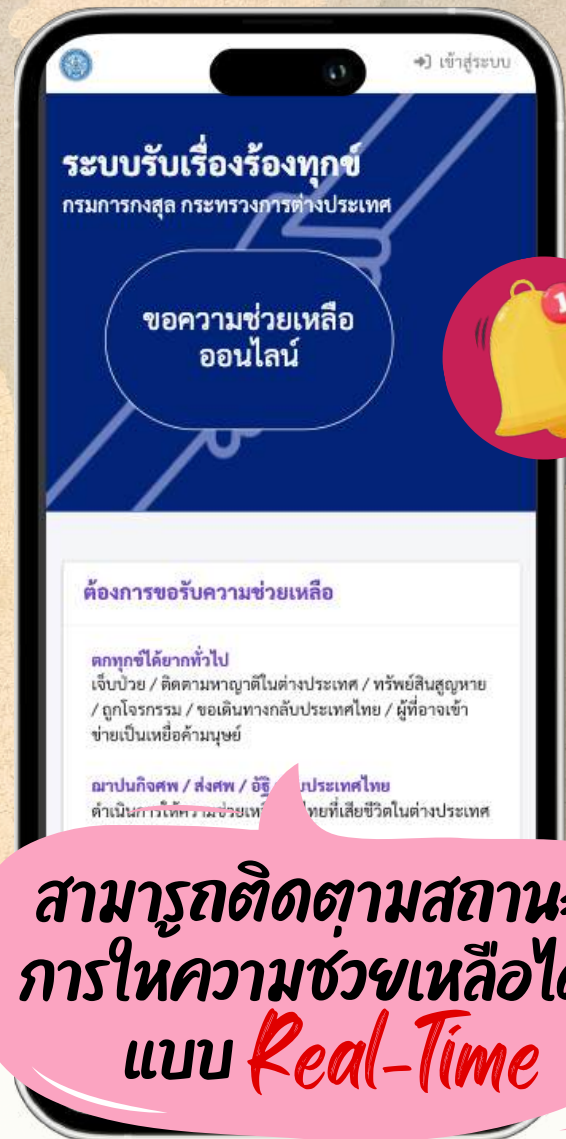 เข้าสู่ระบบ
ระบบรับเรื่องร้องทุกข์
กรมการกงสุล กระทรวงการต่างประเทศ
ขอความช่วยเหลือ
ออนไลน์
1
ต้องการขอรับความช่วยเหลือ
ตกทุกข์ได้ยากทั่วไป
เจ็บป่วย / ติดตามหาญาติในต่างประเทศ / ทรัพย์สินสูญหาย
/ ถูกโจรกรรม / ขอเดินทางกลับประเทศไทย / ผู้ที่อาจเข้า
ข่ายเป็นเหยื่อค้ามนุษย์
ฌาปนกิจศพ / ส่งศพ / อัฐิ ประเทศไทย
ดำเนินการให้ความช่วยเห ไทยที่เสียชีวิตในต่างประเทศ
สามารถติดตามสถานะ
การให้ความช่วยเหลือได้
แบบ Real-Time